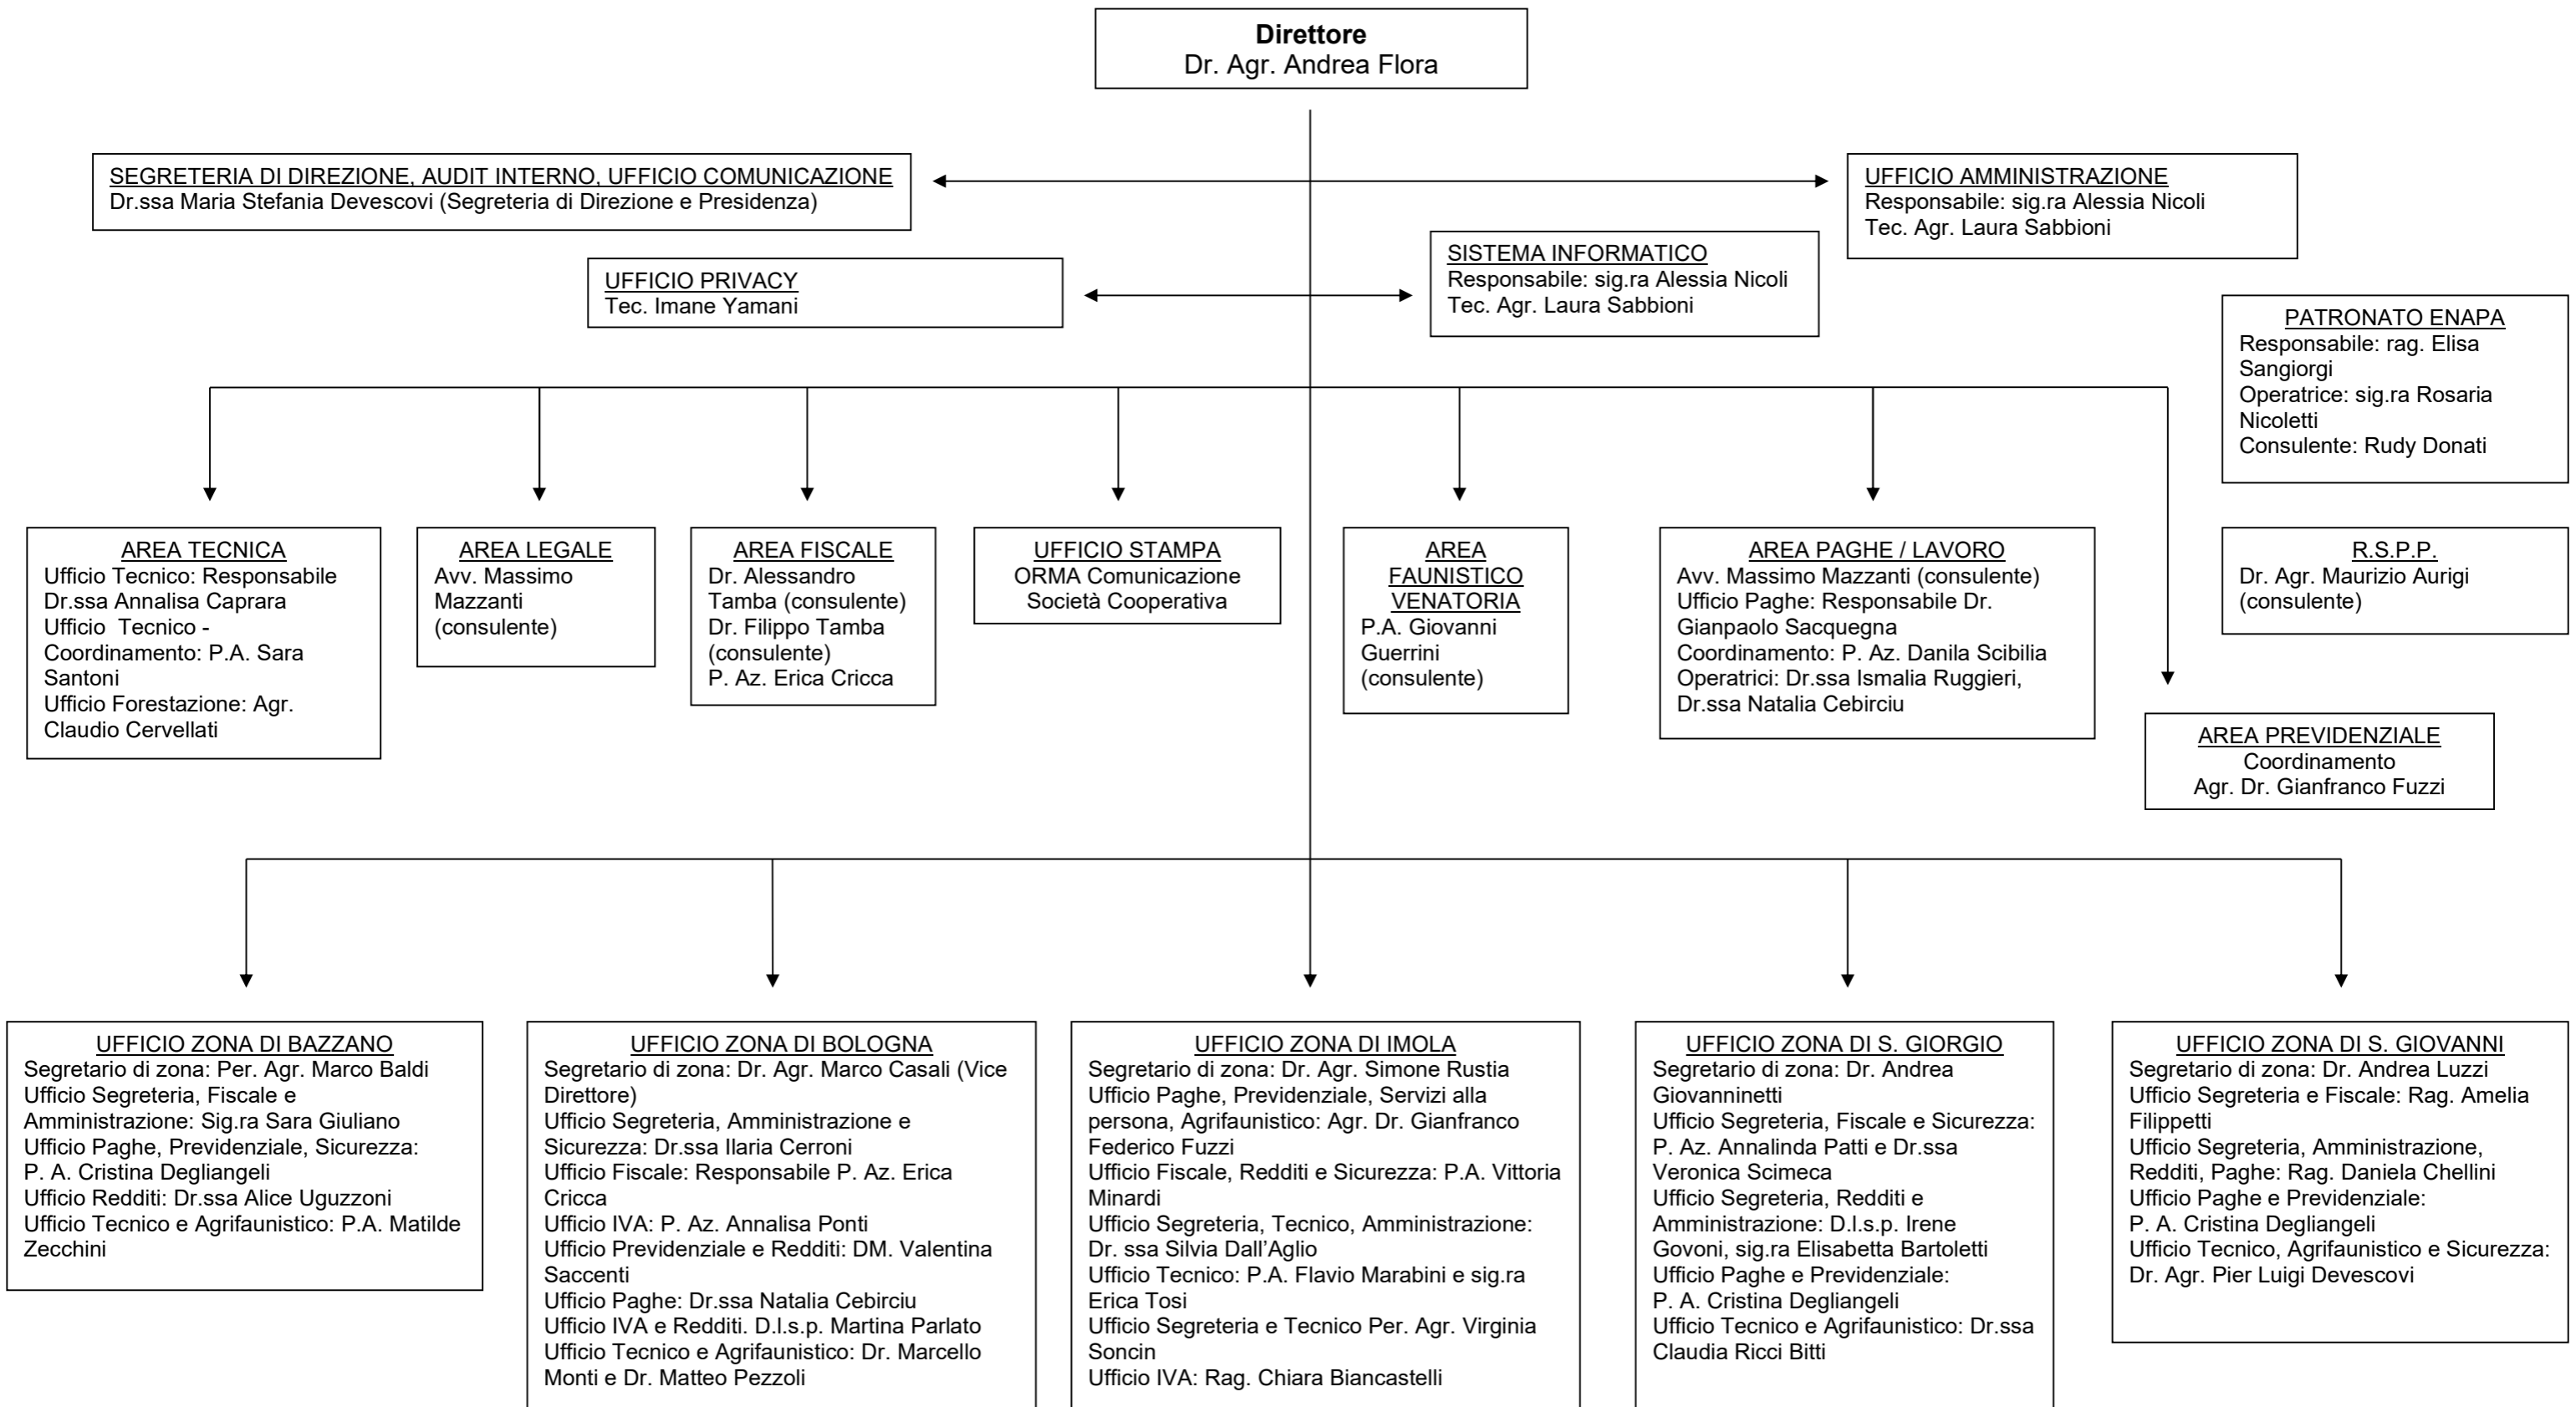 Direttore
Dr. Agr. Andrea Flora
SEGRETERIA DI DIREZIONE, AUDIT INTERNO, UFFICIO COMUNICAZIONE
Dr.ssa Maria Stefania Devescovi (Segreteria di Direzione e Presidenza)
UFFICIO AMMINISTRAZIONE
Responsabile: sig.ra Alessia Nicoli
Tec. Agr. Laura Sabbioni
UFFICIO PRIVACY
Tec. Imane Yamani
SISTEMA INFORMATICO
Responsabile: sig.ra Alessia Nicoli
Tec. Agr. Laura Sabbioni
PATRONATO ENAPA
Responsabile: rag. Elisa
Sangiorgi
Operatrice: sig.ra Rosaria
Nicoletti
Consulente: Rudy Donati
AREA TECNICA
Ufficio Tecnico: Responsabile
Dr.ssa Annalisa Caprara
Ufficio  Tecnico -
Coordinamento: P.A. Sara
Santoni
Ufficio Forestazione: Agr.
Claudio Cervellati
AREA LEGALE
Avv. Massimo
Mazzanti
(consulente)
AREA FISCALE
Dr. Alessandro
Tamba (consulente)
Dr. Filippo Tamba
(consulente)
P. Az. Erica Cricca
UFFICIO STAMPA
ORMA Comunicazione
Società Cooperativa
AREA
FAUNISTICO
VENATORIA
P.A. Giovanni
Guerrini
(consulente)
AREA PAGHE / LAVORO
Avv. Massimo Mazzanti (consulente)
Ufficio Paghe: Responsabile Dr.
Gianpaolo Sacquegna
Coordinamento: P. Az. Danila Scibilia
Operatrici: Dr.ssa Ismalia Ruggieri,
Dr.ssa Natalia Cebirciu
R.S.P.P.
Dr. Agr. Maurizio Aurigi
(consulente)
AREA PREVIDENZIALE
Coordinamento
Agr. Dr. Gianfranco Fuzzi
UFFICIO ZONA DI BAZZANO
Segretario di zona: Per. Agr. Marco Baldi
Ufficio Segreteria, Fiscale e
Amministrazione: Sig.ra Sara Giuliano
Ufficio Paghe, Previdenziale, Sicurezza:
P. A. Cristina Degliangeli
Ufficio Redditi: Dr.ssa Alice Uguzzoni
Ufficio Tecnico e Agrifaunistico: P.A. Matilde
Zecchini
UFFICIO ZONA DI BOLOGNA
Segretario di zona: Dr. Agr. Marco Casali (Vice
Direttore)
Ufficio Segreteria, Amministrazione e
Sicurezza: Dr.ssa Ilaria Cerroni
Ufficio Fiscale: Responsabile P. Az. Erica
Cricca
Ufficio IVA: P. Az. Annalisa Ponti
Ufficio Previdenziale e Redditi: DM. Valentina
Saccenti
Ufficio Paghe: Dr.ssa Natalia Cebirciu
Ufficio IVA e Redditi. D.l.s.p. Martina Parlato
Ufficio Tecnico e Agrifaunistico: Dr. Marcello
Monti e Dr. Matteo Pezzoli
UFFICIO ZONA DI IMOLA
Segretario di zona: Dr. Agr. Simone Rustia
Ufficio Paghe, Previdenziale, Servizi alla
persona, Agrifaunistico: Agr. Dr. Gianfranco
Federico Fuzzi
Ufficio Fiscale, Redditi e Sicurezza: P.A. Vittoria
Minardi
Ufficio Segreteria, Tecnico, Amministrazione:
Dr. ssa Silvia Dall’Aglio
Ufficio Tecnico: P.A. Flavio Marabini e sig.ra
Erica Tosi
Ufficio Segreteria e Tecnico Per. Agr. Virginia
Soncin
Ufficio IVA: Rag. Chiara Biancastelli
UFFICIO ZONA DI S. GIORGIO
Segretario di zona: Dr. Andrea
Giovanninetti
Ufficio Segreteria, Fiscale e Sicurezza:
P. Az. Annalinda Patti e Dr.ssa
Veronica Scimeca
Ufficio Segreteria, Redditi e
Amministrazione: D.l.s.p. Irene
Govoni, sig.ra Elisabetta Bartoletti
Ufficio Paghe e Previdenziale:
P. A. Cristina Degliangeli
Ufficio Tecnico e Agrifaunistico: Dr.ssa
Claudia Ricci Bitti
UFFICIO ZONA DI S. GIOVANNI
Segretario di zona: Dr. Andrea Luzzi
Ufficio Segreteria e Fiscale: Rag. Amelia
Filippetti
Ufficio Segreteria, Amministrazione,
Redditi, Paghe: Rag. Daniela Chellini
Ufficio Paghe e Previdenziale:
P. A. Cristina Degliangeli
Ufficio Tecnico, Agrifaunistico e Sicurezza:
Dr. Agr. Pier Luigi Devescovi